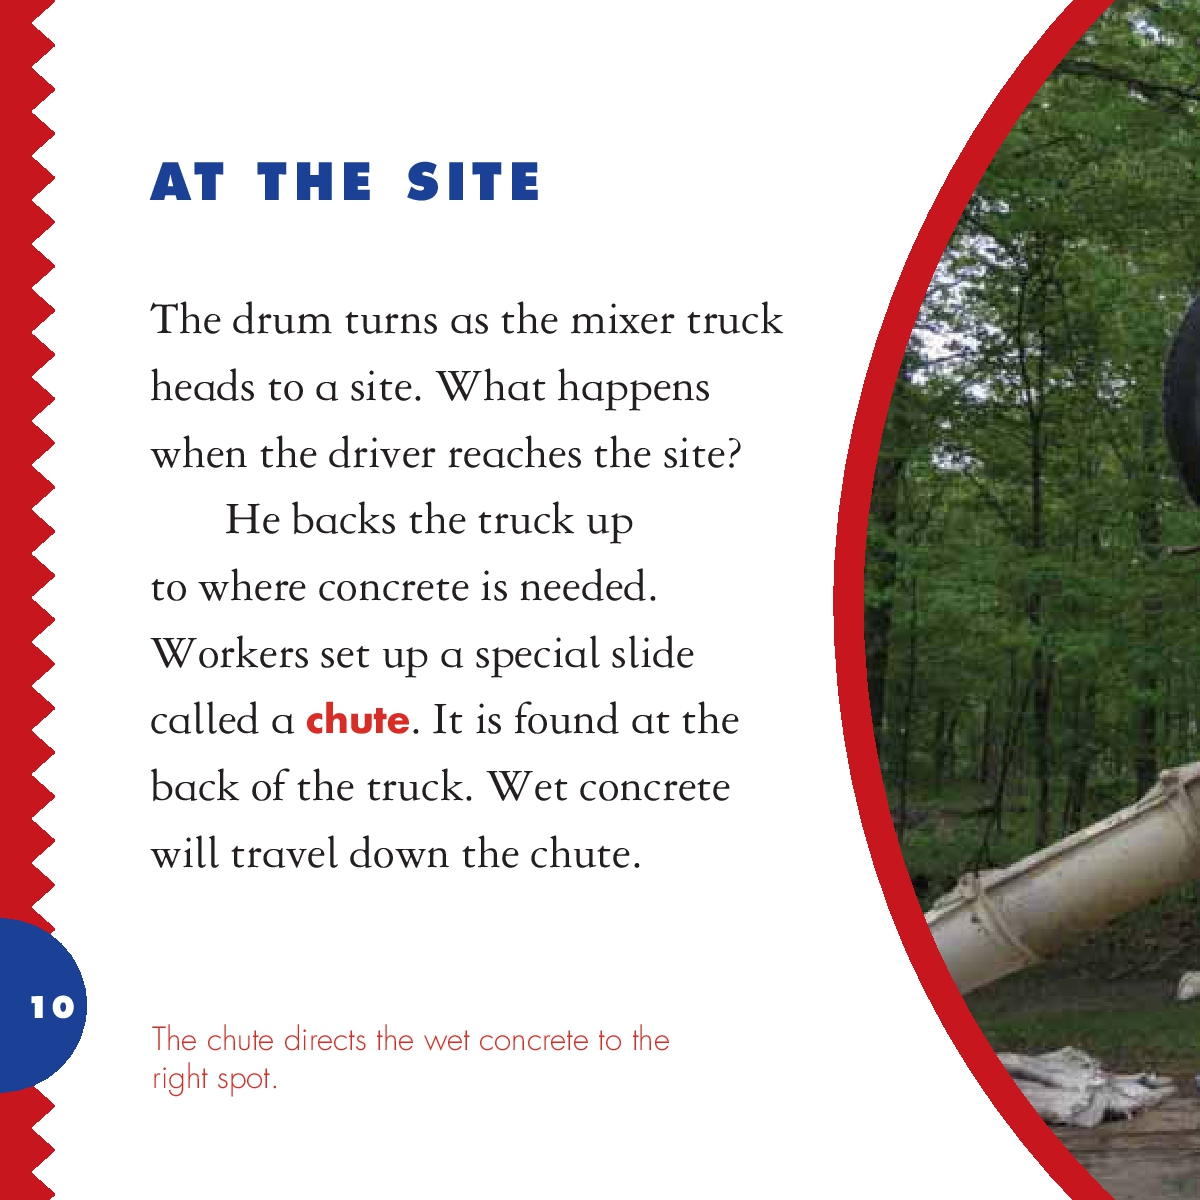 AT THE SITE
The drum turns as the mixer truck
heads to a site. What happens
when the driver reaches the site?
He backs the truck up
to where concrete is needed.
Workers set up a special slide
called a chute. It is found at the
back of the truck. Wet concrete
will travel down the chute.
10
The chute directs the wet concrete to the
right spot.